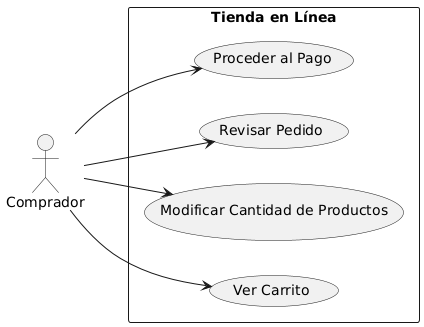 Tienda en Línea
Proceder al Pago
Revisar Pedido
Comprador
Modificar Cantidad de Productos
Ver Carrito